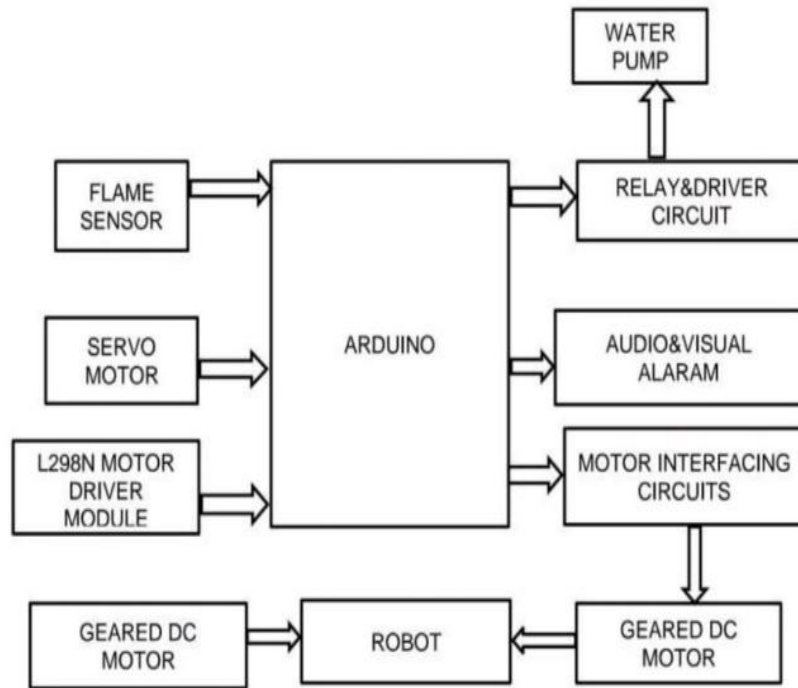 WATER
PUMP
FLAME
SENSOR
RELAY&DRIVER
CIRCUIT
SERVO
MOTOR
ARDUINO
AUDIO&VISUAL
ALARAM
L298N MOTOR
DRIVER
MODULE
MOTOR INTERFACING
CIRCUITS
GEARED DC
MOTOR
ROBOT
GEARED DC
MOTOR